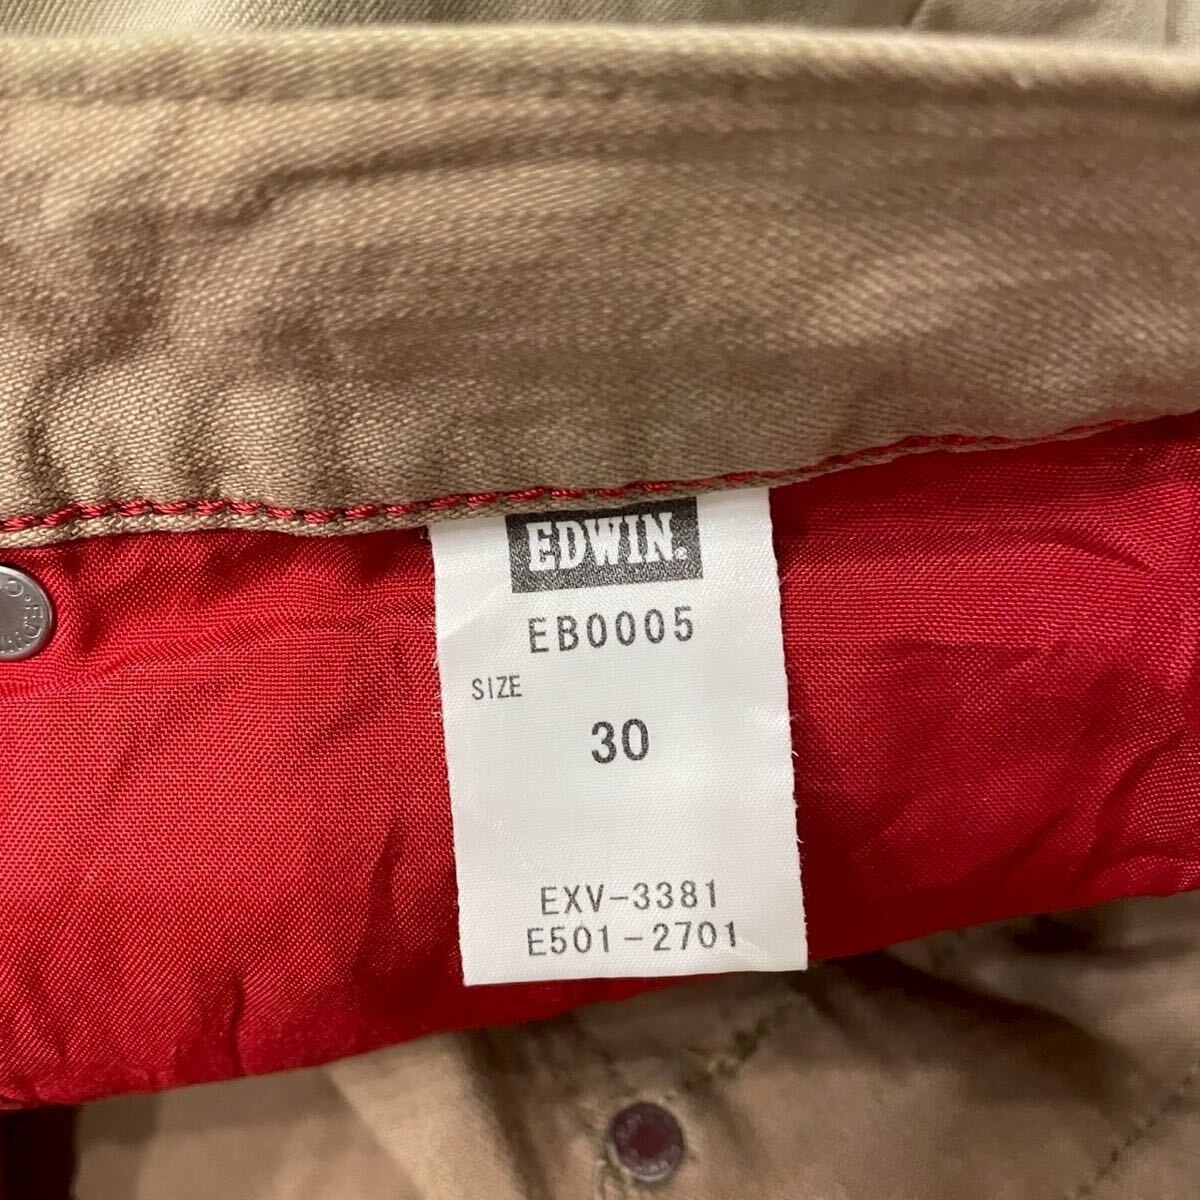 EDWIN®
EB0005
SIZE
30
EXV-3381
E501-2701